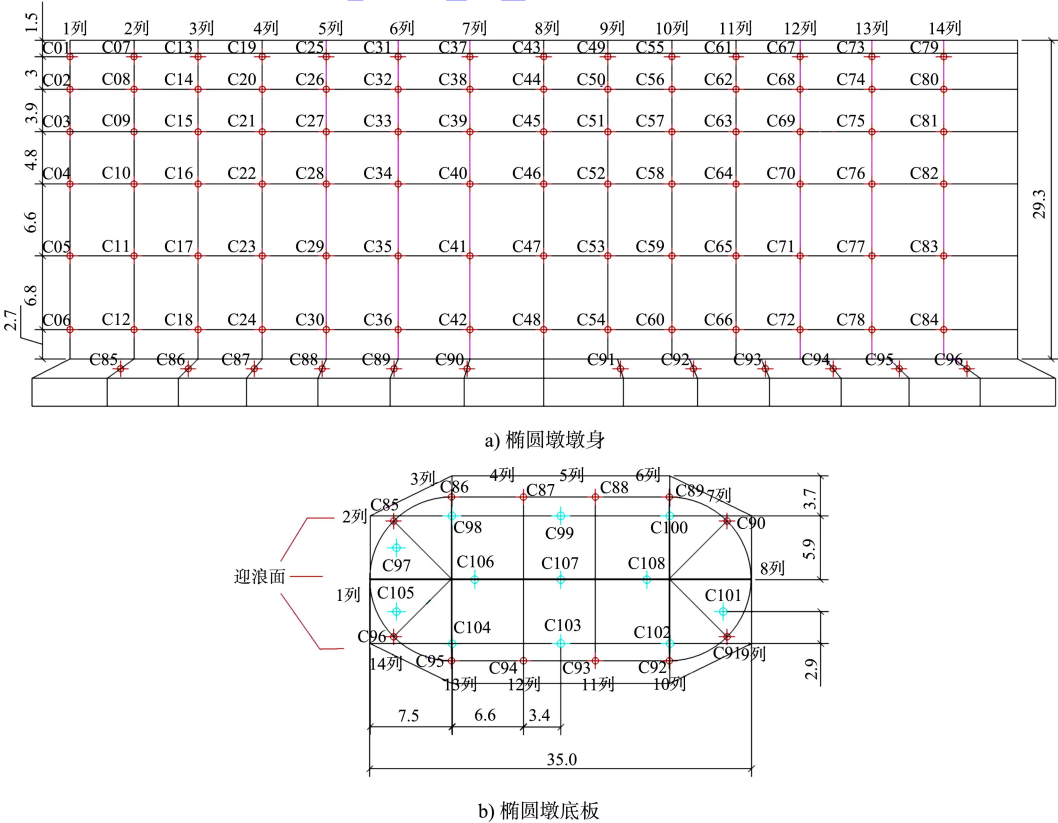 1.5
1列 2列 3列 4列 5列 6列 7列 8列 9列 10列 11列 12列 13列 14列
C01 C07 C13 C19 C25 C31 C37 C43 C49 C55 C61 C67 C73 C79
3
C02 C08 C14 C20 C26 C32 C38 C44 C50 C56 C62 C68 C74 C80
3.9
C03 C09 C15 C21 C27 C33 C39 C45 C51 C57 C63 C69 C75 C81
4.8
C04 C10 C16 C22 C28 C34 C40 C46 C52 C58 C64 C70 C76 C82
29.3
6.6
C05 C11 C17 C23 C29 C35 C41 C47 C53 C59 C65 C71 C77 C83
6.8
2.7
C06 C12 C18 C24 C30 C36 C42 C48 C54 C60 C66 C72 C78 C84
C85 C86 C87 C88 C89 C90 C91 C92 C93 C94 C95 C96
a) 椭圆墩墩身
3列 4列 5列 6列
C86 C87 C88 C89 7列
3.7
C85
2列
C98 C99 C100 C90
5.9
C97
C106 C107 C108
8列
迎浪面
1列
C105 C101
C104 C103 C102
C96
C91 9列
14列
C95 C94 C93 C92
2.9
13列 12列 11列 10列
7.5 6.6 3.4
35.0
b) 椭圆墩底板